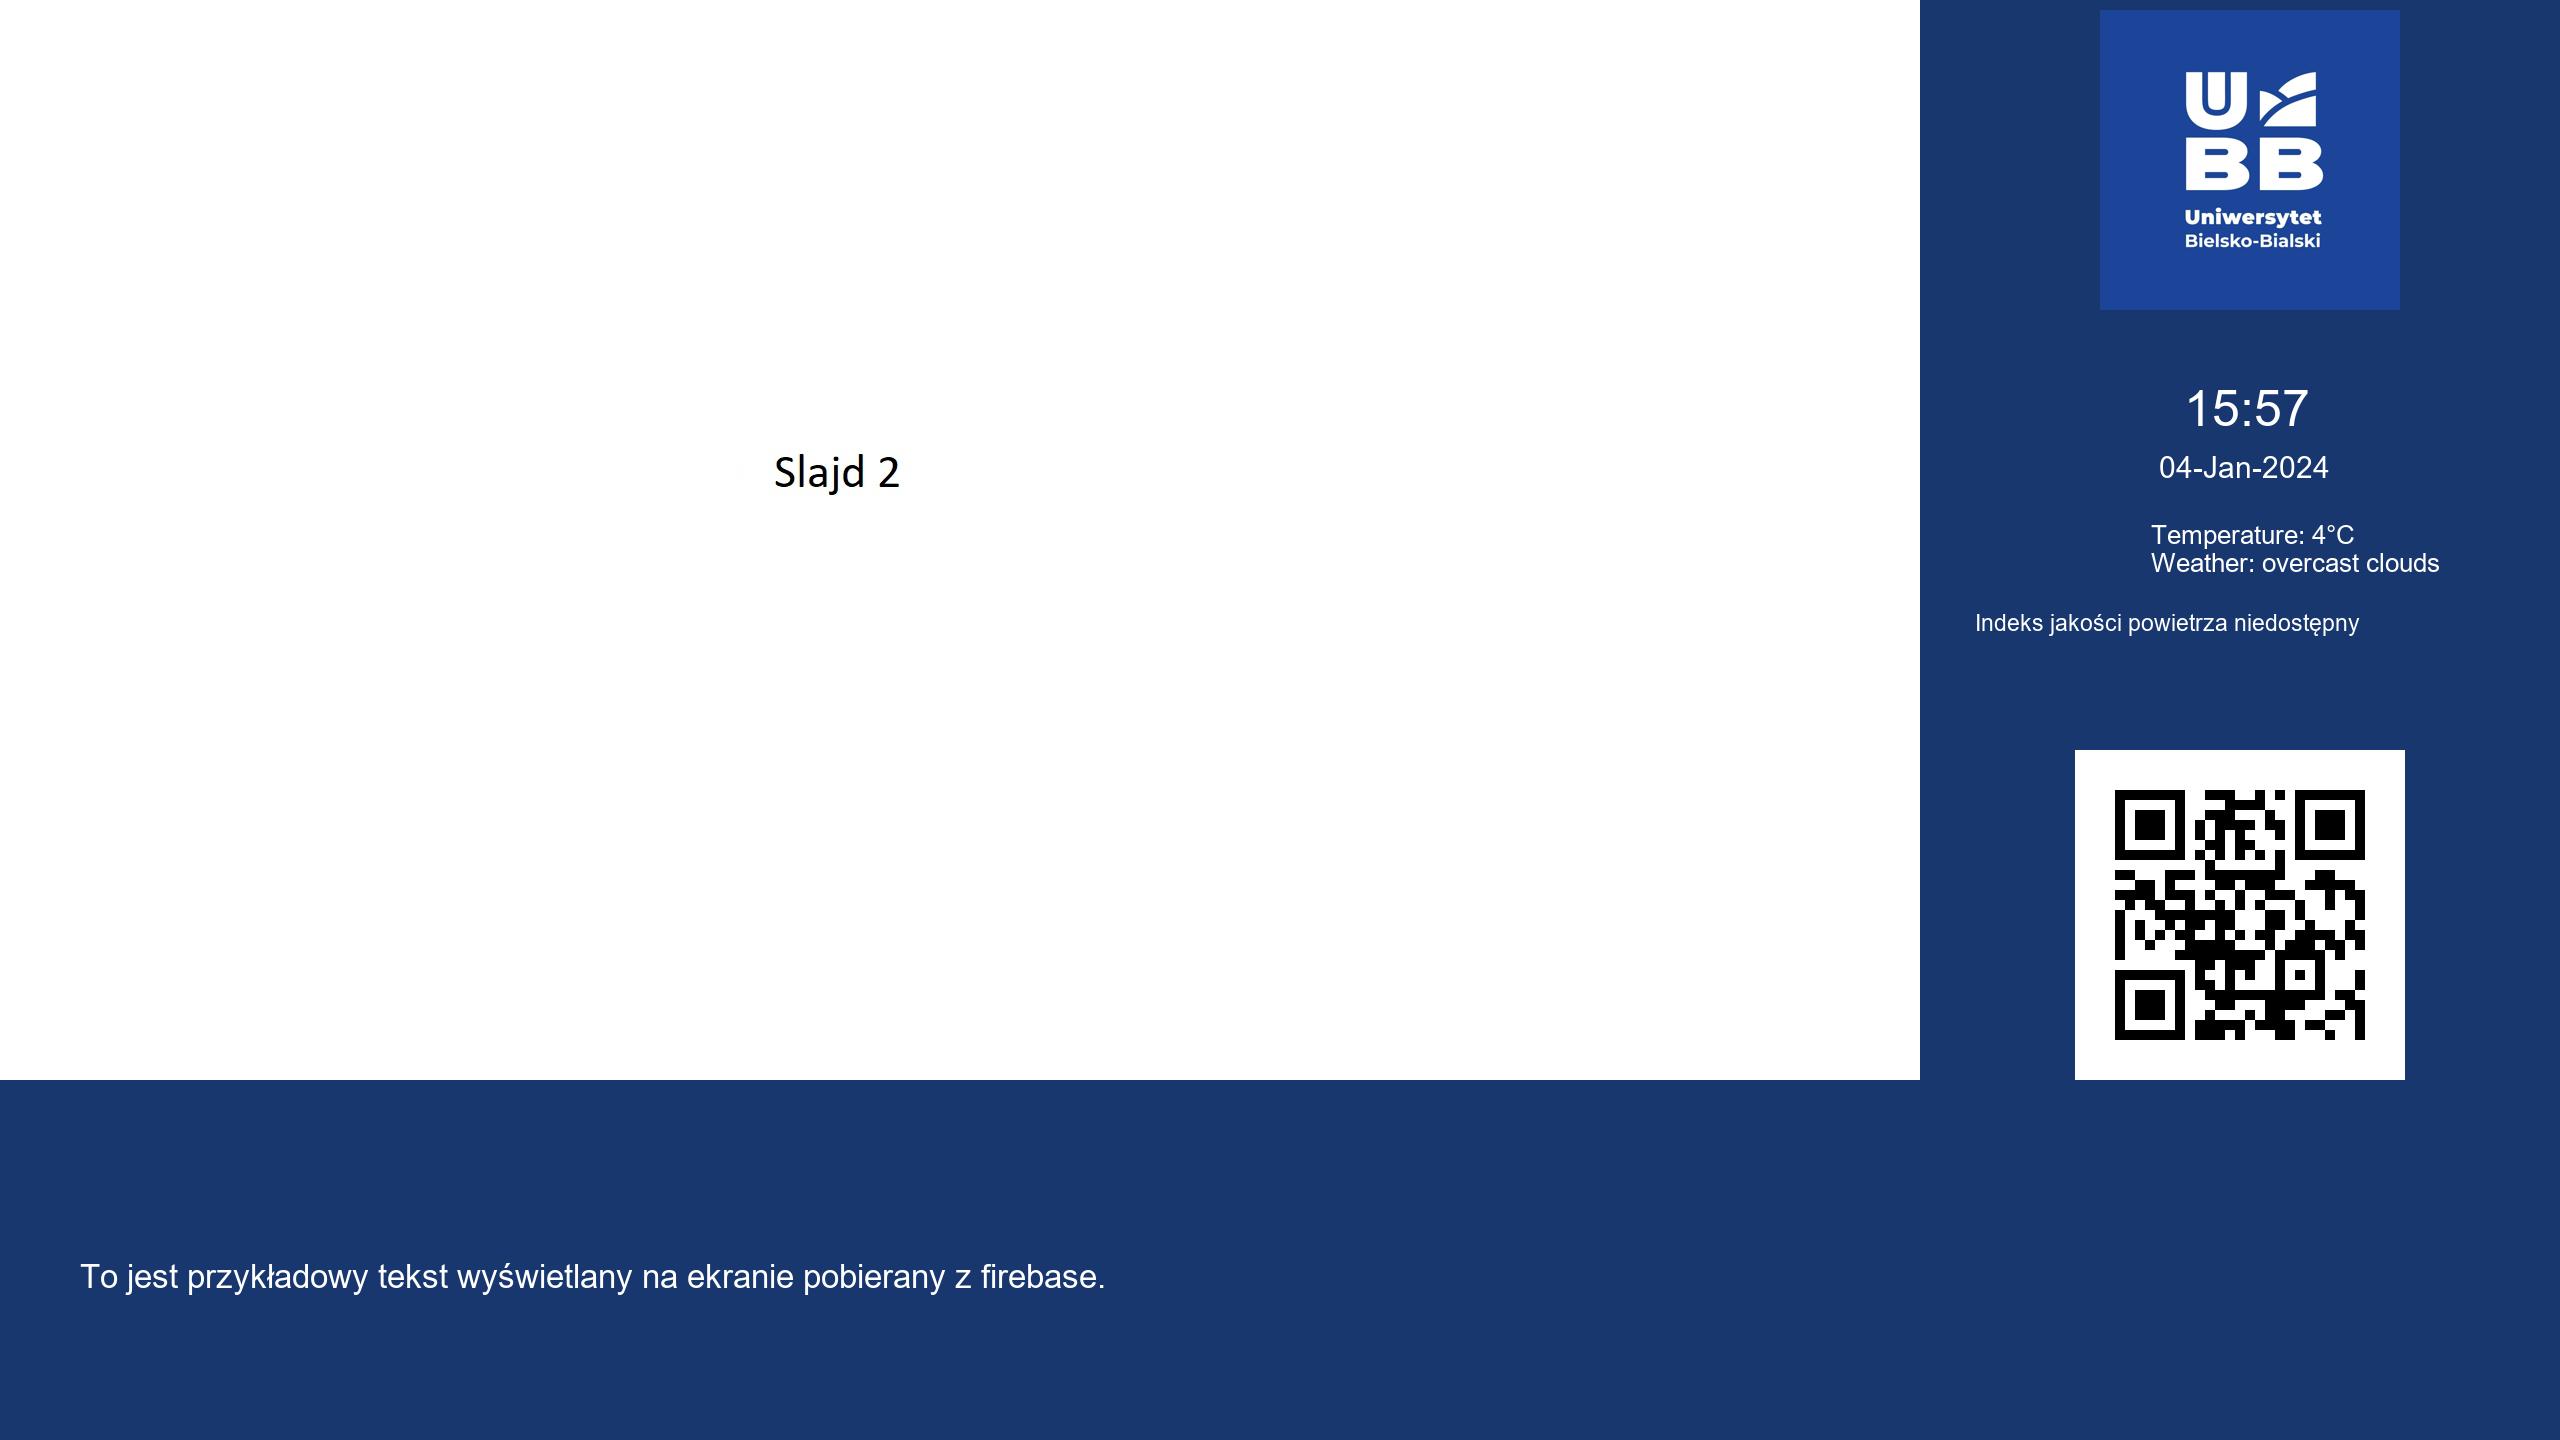 U
BB
Uniwersytet
Bielsko-Bialski
15:57
04-Jan-2024
Temperature: 4°C
Weather: overcast clouds
Indeks jakości powietrza niedostępny
Slajd 2
To jest przykładowy tekst wyświetlany na ekranie pobierany z firebase.